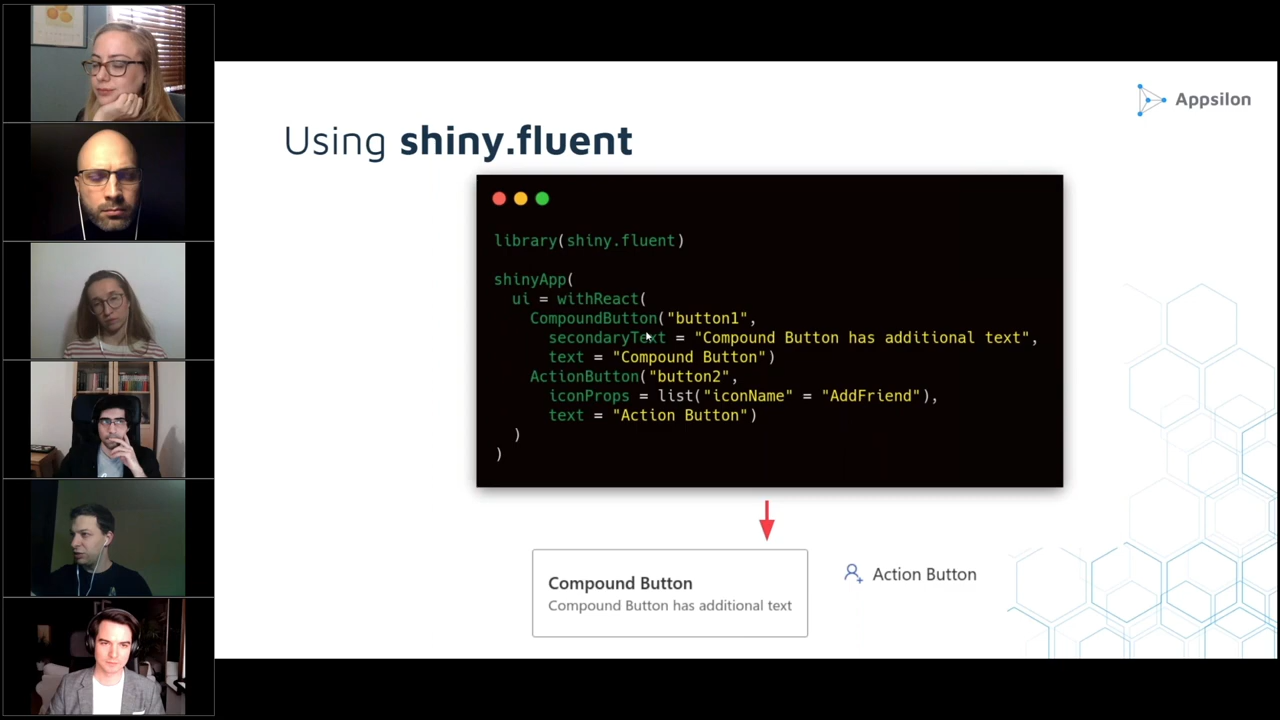 Appsilon
Using shiny.fluent
library(shiny.fluent)
shinyApp(
ui = withReact(
CompoundButton("button1",
secondaryText = "Compound Button has additional text",
text = "Compound Button")
ActionButton("button2",
iconProps = list("iconName" = "AddFriend"),
text = "Action Button")
)
)
Compound Button
Compound Button has additional text
Action Button